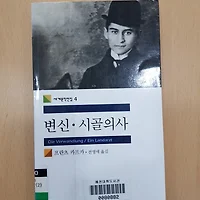 세계문학전집 4
변신·시골의사
Die Verwandlung / Ein Landarzt
프란츠 카프카·전영애 옮김
0000002